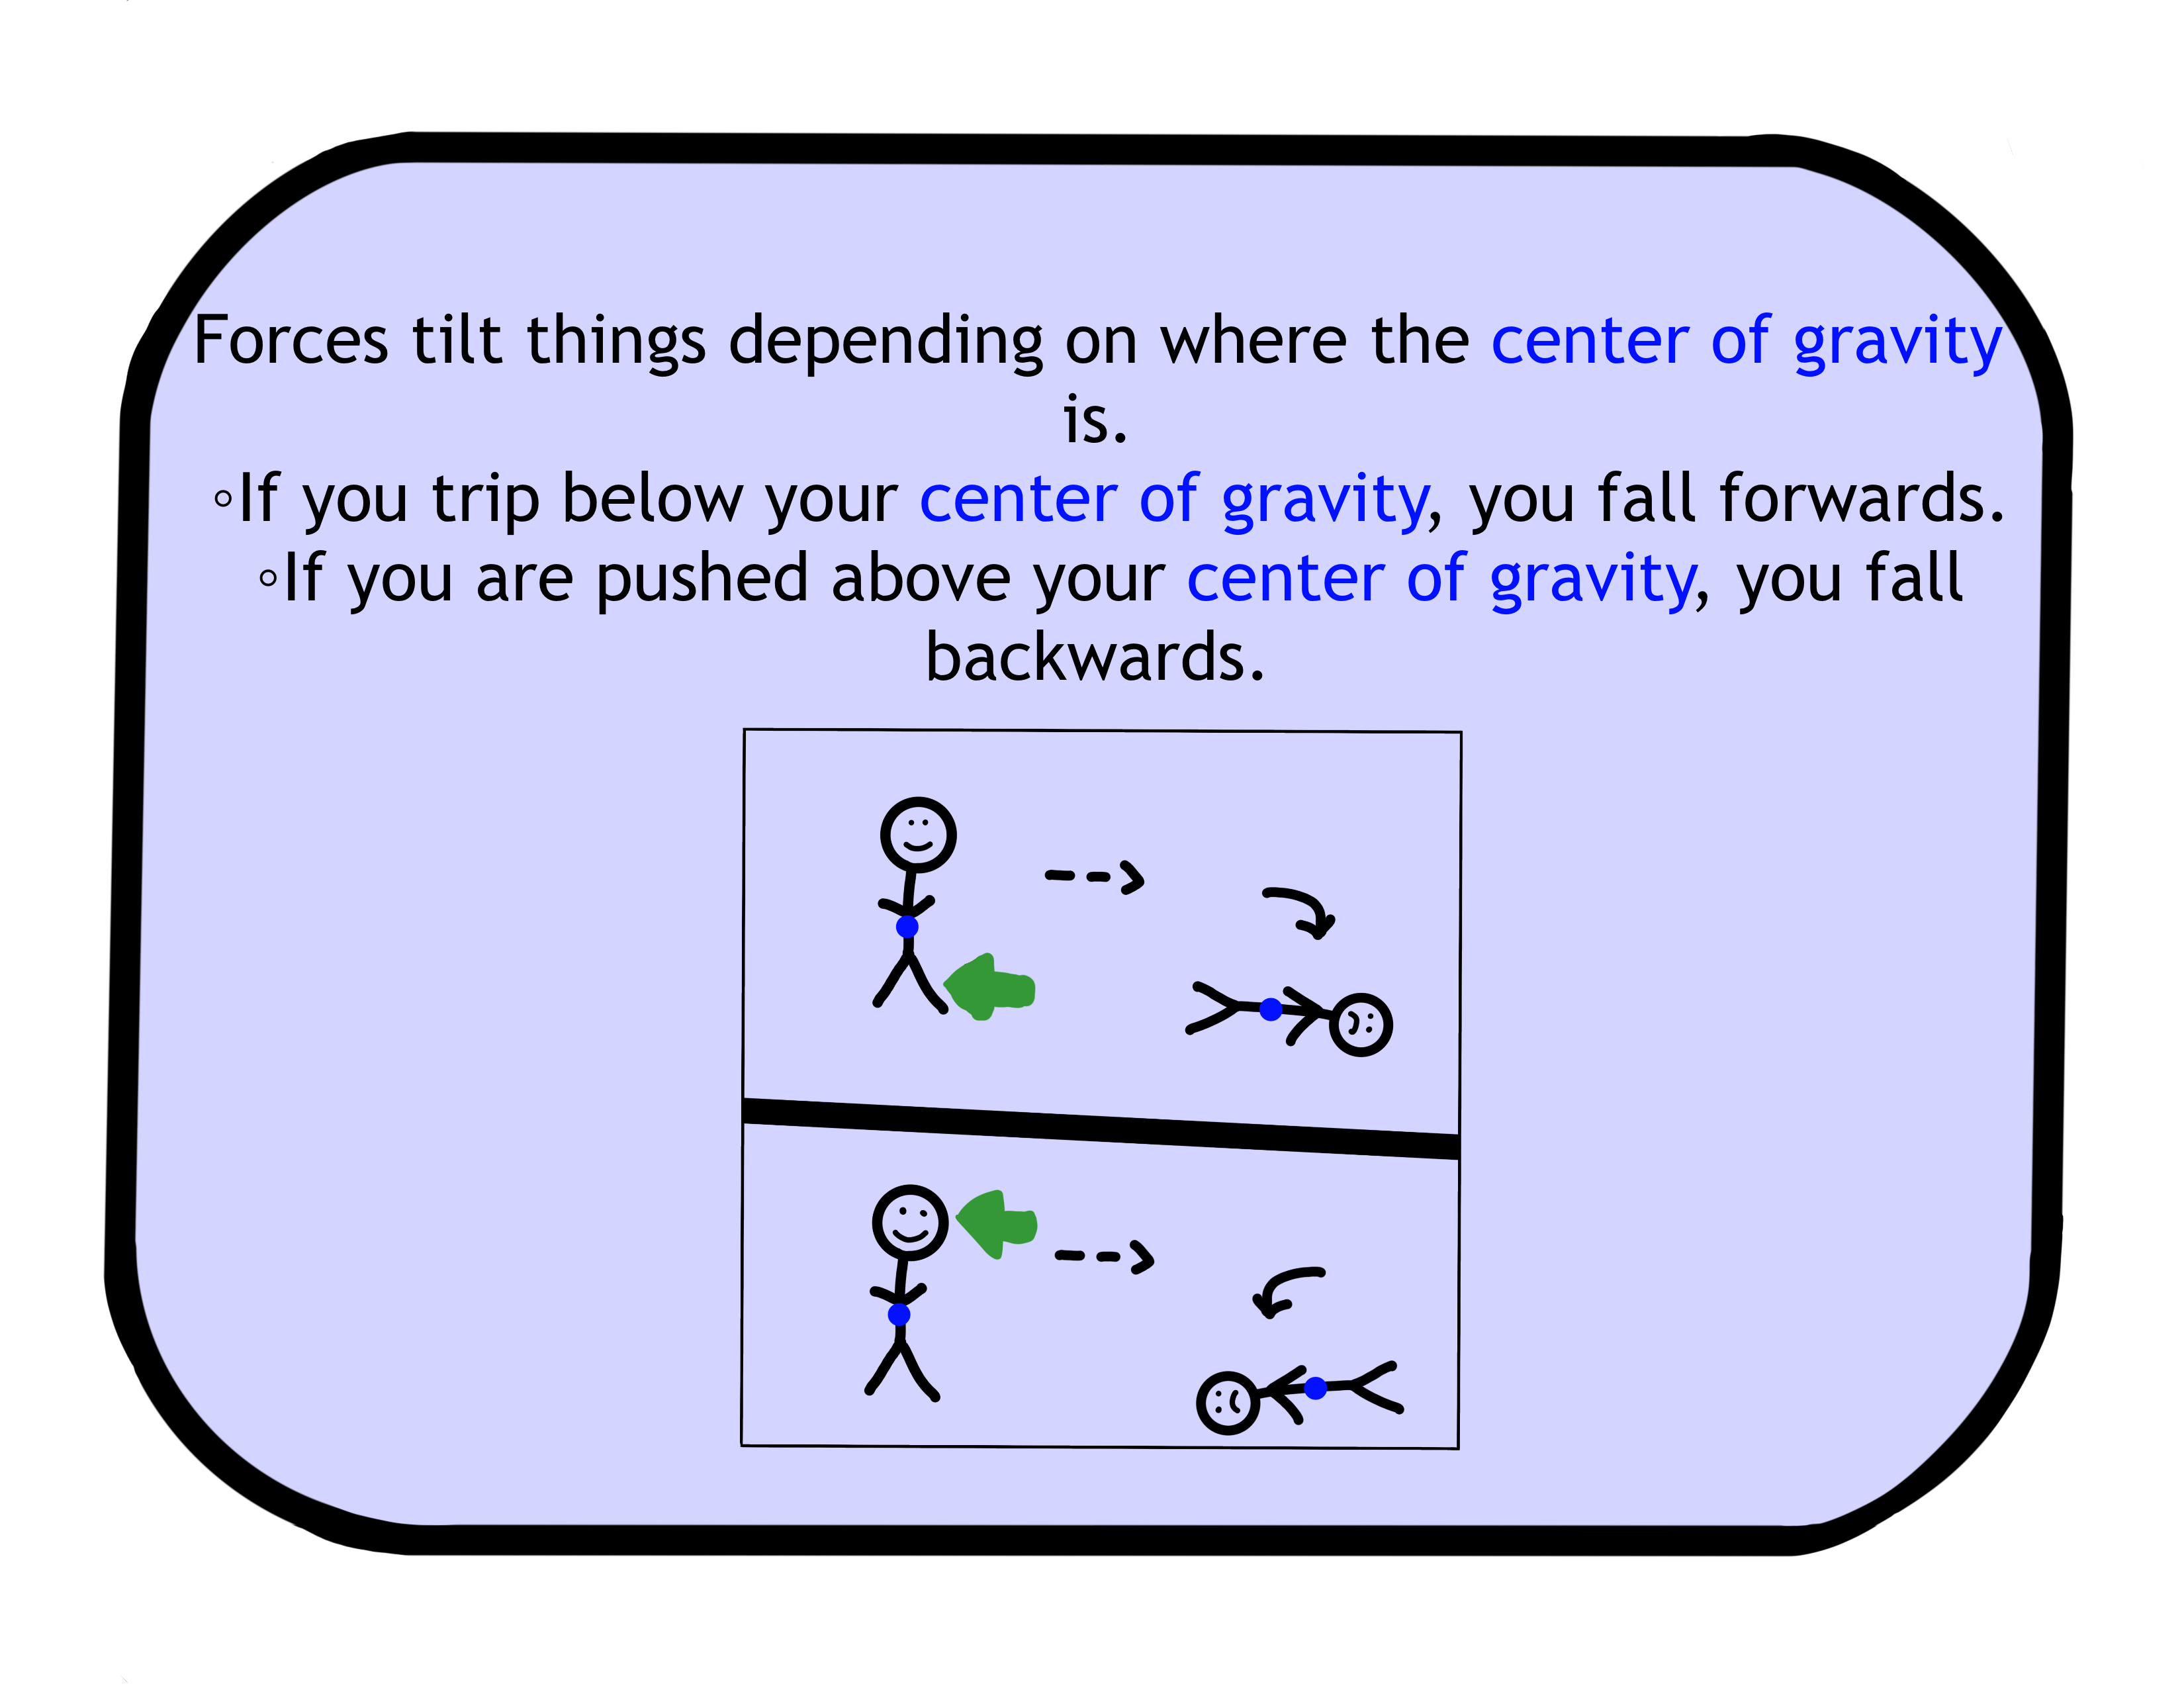 Forces tilt things depending on where the center of gravity
is.
◦If you trip below your center of gravity, you fall forwards.
◦If you are pushed above your center of gravity, you fall
backwards.